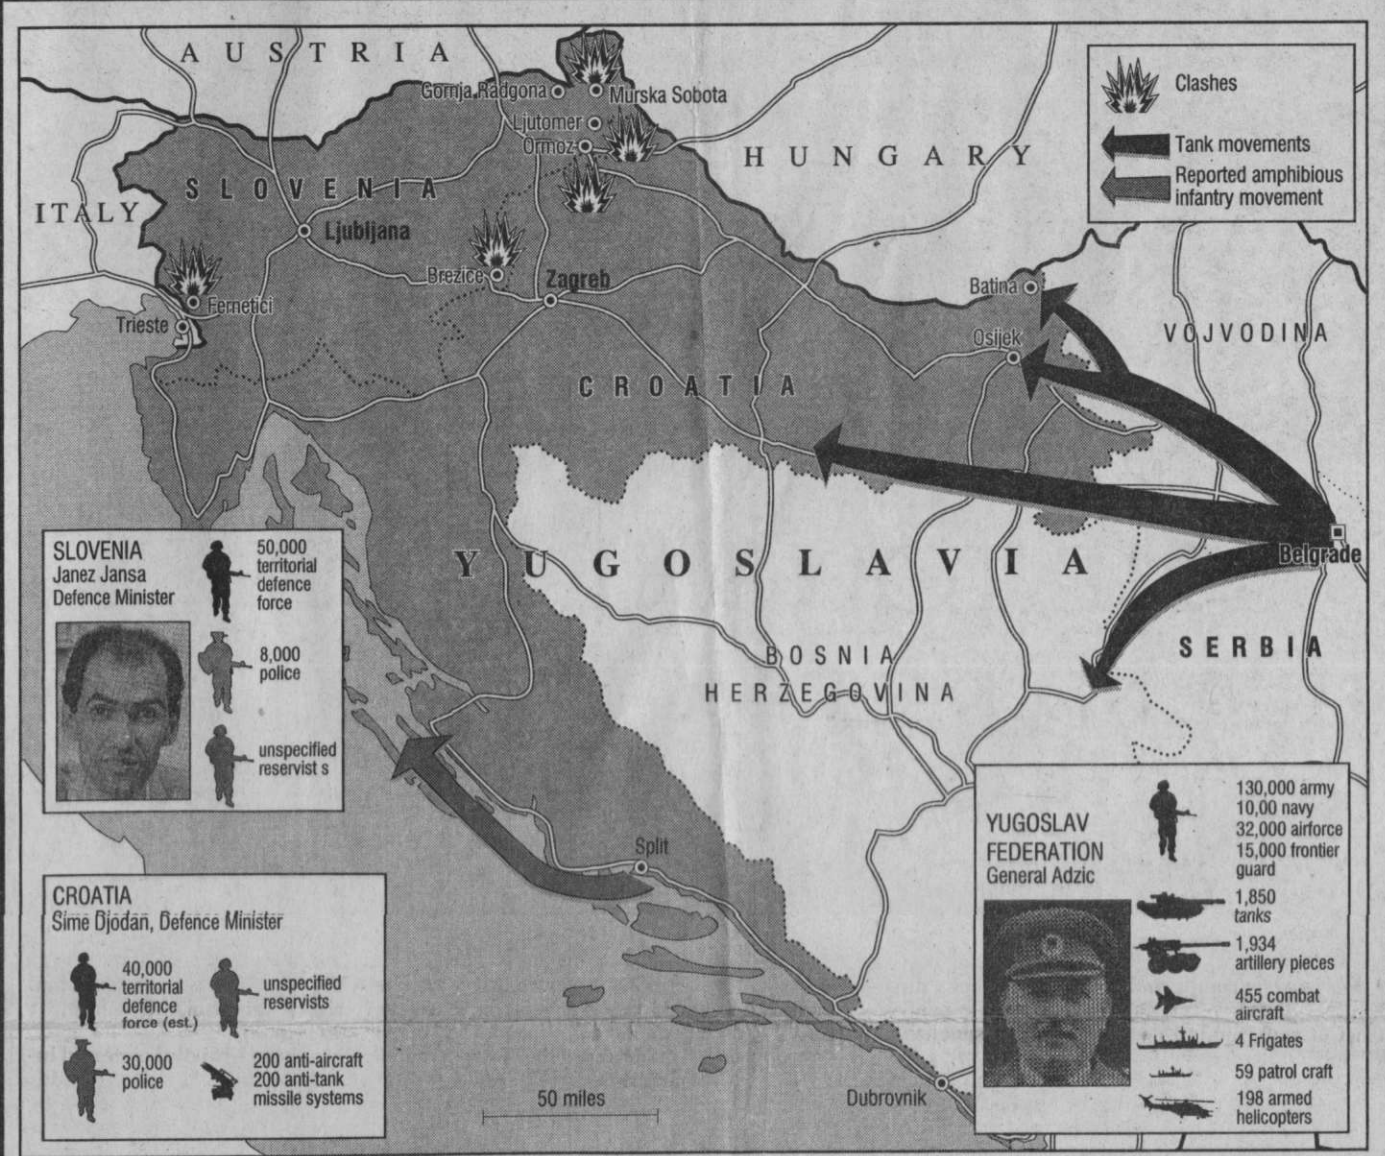 AUSTRIA
Clashes
Tank movements
Reported amphibious
infantry movement
Gornja Radgona
Murska Sobota
Ljutomer
Ormoz
HUNGARY
SLOVENIA
ITALY
Ljubljana
Brezice
Zagreb
Fernetici
Trieste
Batina
Osijek
VOJVODINA
CROATIA
YUGOSLAVIA
Belgrade
SERBIA
BOSNIA
HERZEGOVINA
SLOVENIA
Janez Jansa
Defence Minister
50,000
territorial
defence
force
8,000
police
unspecified
reservist s
Split
CROATIA
Sime Djodan, Defence Minister
40,000
territorial
defence
force (est.)
unspecified
reservists
30,000
police
200 anti-aircraft
200 anti-tank
missile systems
50 miles
Dubrovnik
YUGOSLAV
FEDERATION
General Adzic
130,000 army
10,00 navy
32,000 airforce
15,000 frontier
guard
1,850
tanks
1,934
artillery pieces
455 combat
aircraft
4 Frigates
59 patrol craft
198 armed
helicopters